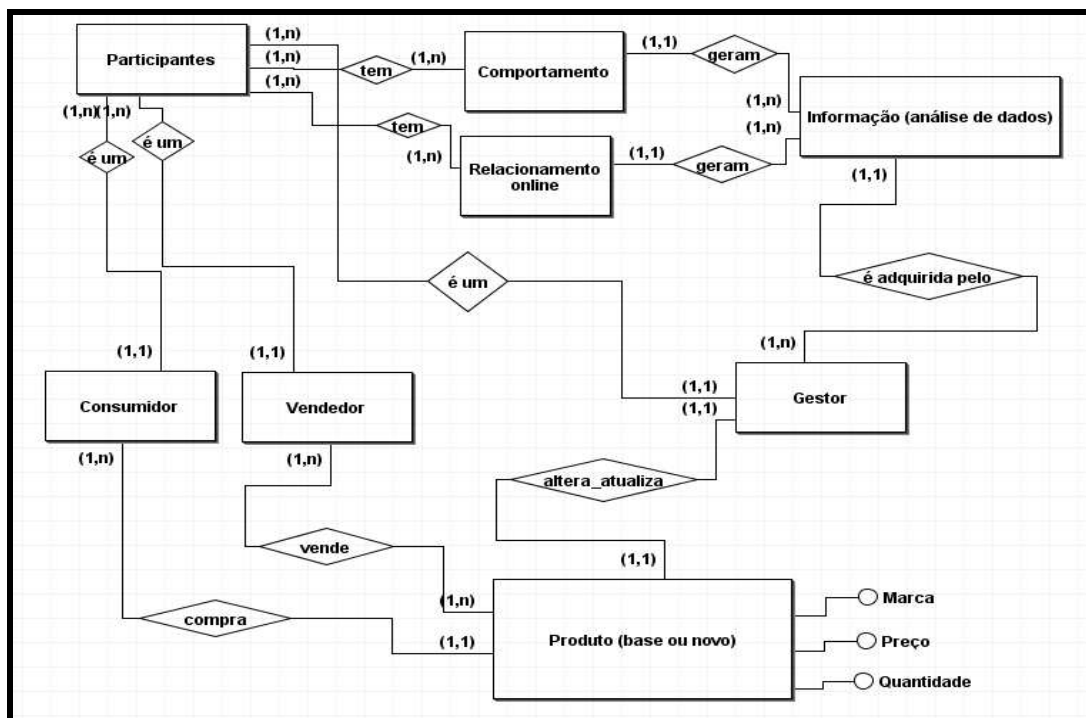 Participantes
(1,n)
(1,n)
(1,n)
tem
(1,n)
Comportamento
(1,1)
geram
(1,n)
(1,n)
Informação (análise de dados)
(1,n)(1,n)
é um
é um
tem
(1,n)
Relacionamento
online
(1,1)
geram
(1,1)
é um
é adquirida pelo
(1,n)
(1,1)
(1,1)
Consumidor
Vendedor
(1,1)
(1,1)
Gestor
(1,n)
(1,n)
altera_atualiza
vende
(1,1)
(1,n)
compra
(1,1)
Produto (base ou novo)
Marca
Preço
Quantidade